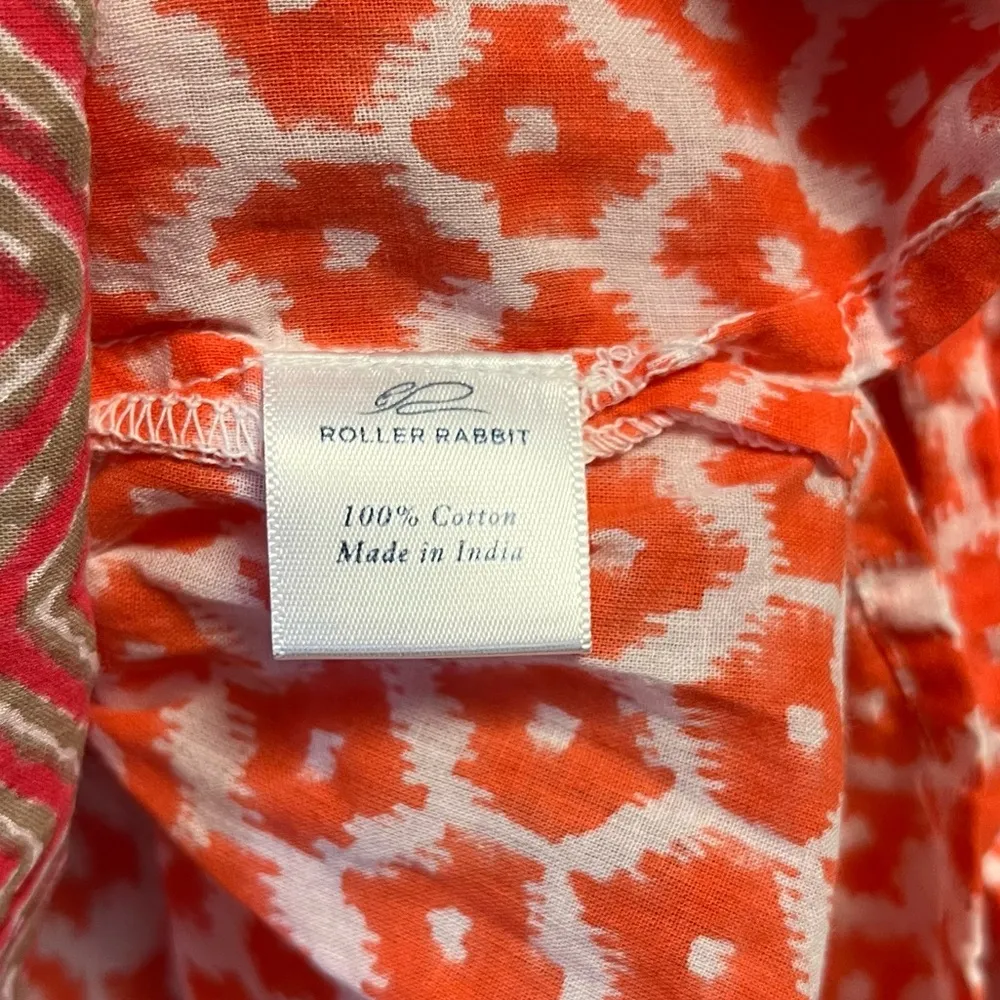 ROLLER RABBIT
100% Cotton
Made in India